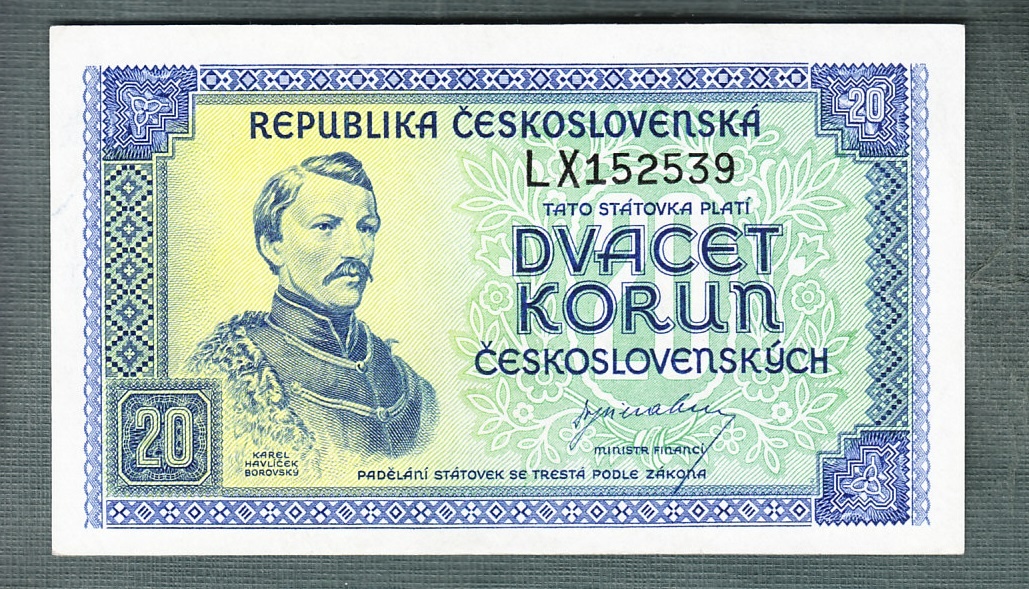 20
REPUBLIKA ČESKOSLOVENSKÁ
LX152539
TATO STÁTOVKA PLATÍ
DVACET
KORUN
ČESKOSLOVENSKÝCH
MINISTR FINANCÍ
20
KAREL
HAVLÍČEK
BOROVSKÝ
PADĚLÁNÍ STÁTOVEK SE TRESTÁ PODLE ZÁKONA